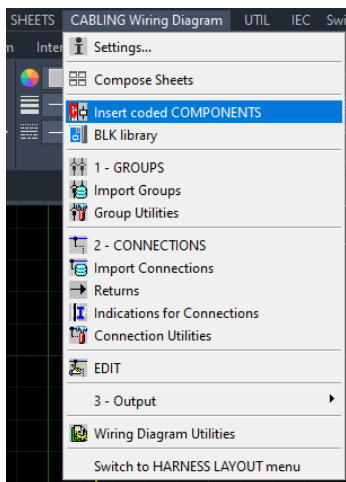 SHEETS CABLING Wiring Diagram UTIL IEC
Settings...
Compose Sheets
Insert coded COMPONENTS
BLK library
1 - GROUPS
Import Groups
Group Utilities
2 - CONNECTIONS
Import Connections
Returns
Indications for Connections
Connection Utilities
EDIT
3 - Output
Wiring Diagram Utilities
Switch to HARNESS LAYOUT menu